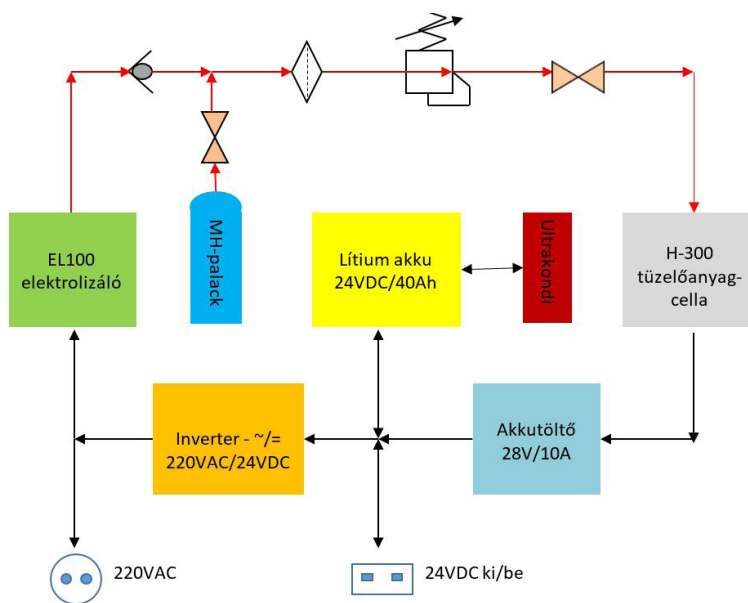 EL100
elektrolizáló
MH-palack
Lítium akku
24VDC/40Ah
Ultrakondi
H-300
tüzelőanyag-
cella
Inverter - ~/=
220VAC/24VDC
Akkutöltő
28V/10A
220VAC
24VDC ki/be